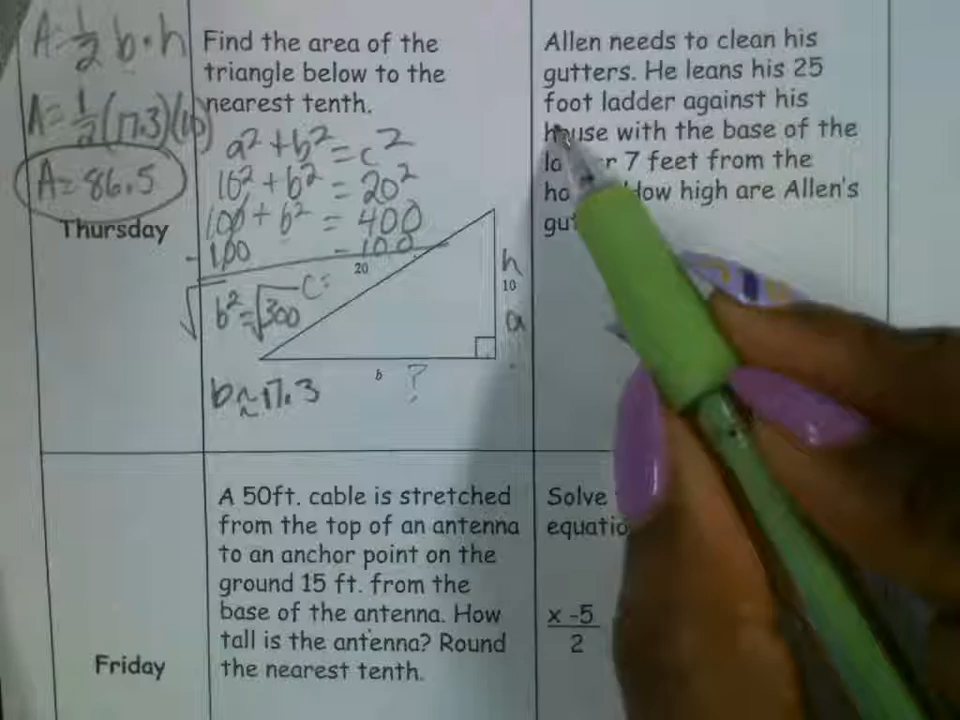 A=½ b·h
A=½(17.3)(10)
A=86.5
Thursday
Find the area of the
triangle below to the
nearest tenth.
a²+b²=c²
10²+b²=20²
100+b²=400
-100 -100
√b²=√300
b≈17.3
20
c=
h
10
a
b ?
Allen needs to clean his
gutters. He leans his 25
foot ladder against his
house with the base of the
7 feet from the
How high are Allen's
Friday
A 50ft. cable is stretched
from the top of an antenna
to an anchor point on the
ground 15 ft. from the
base of the antenna. How
tall is the antenna? Round
the nearest tenth.
Solve
x -5
2